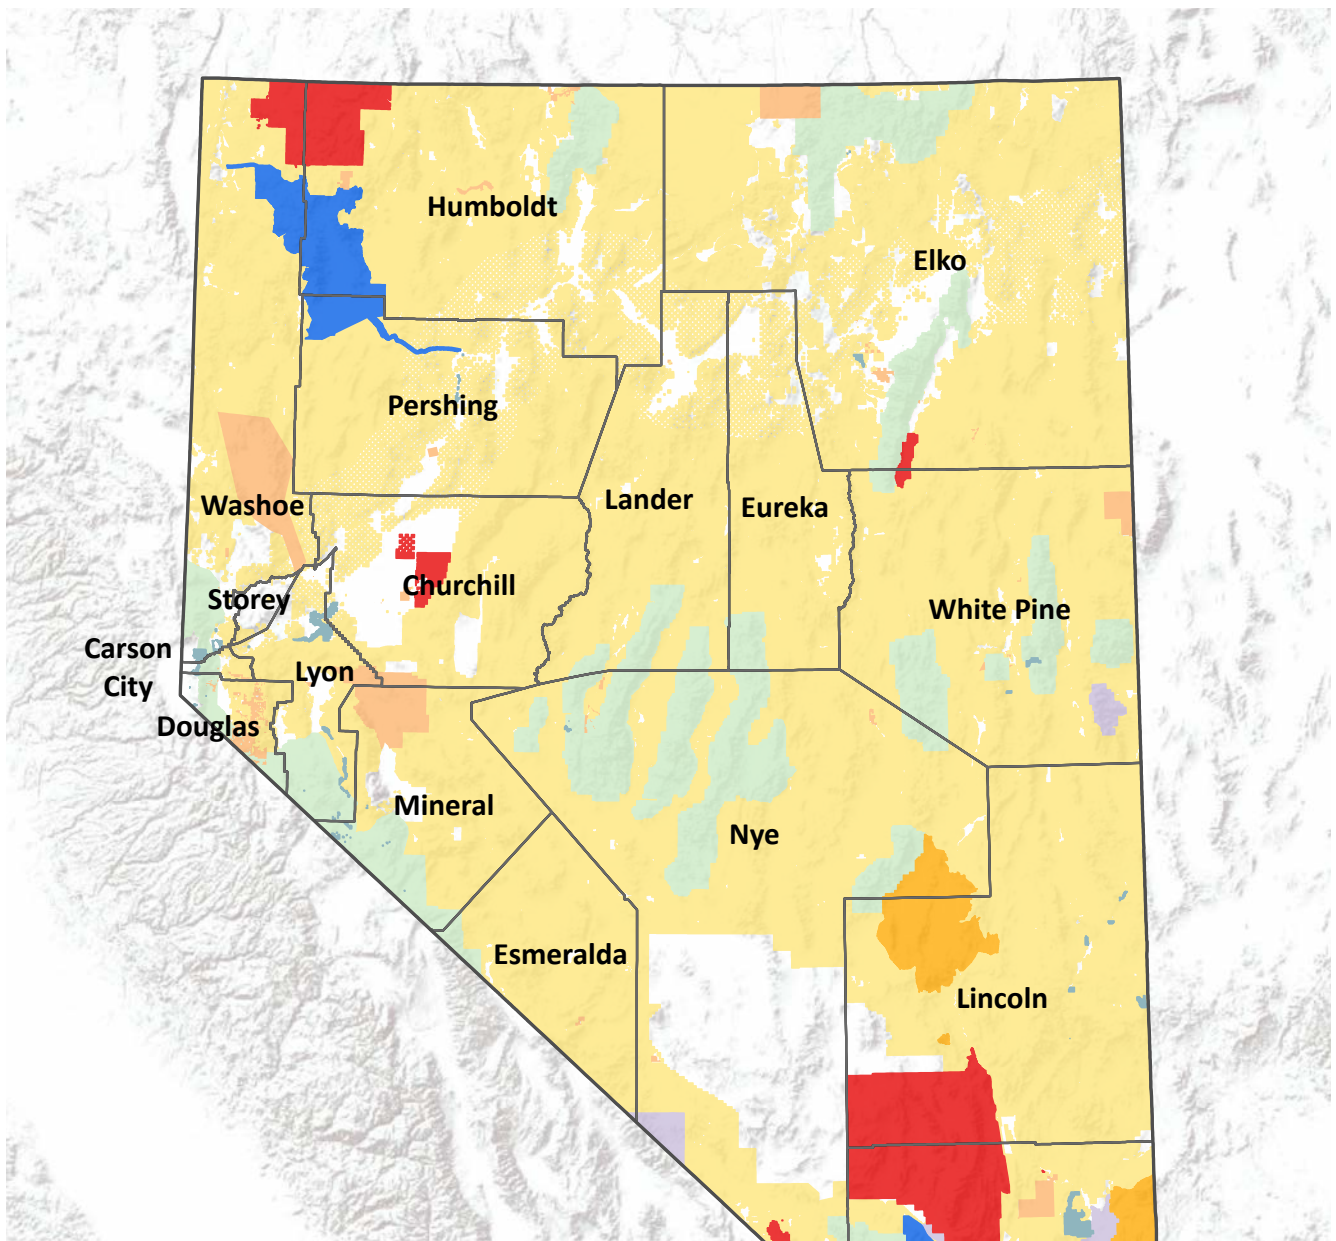 Humboldt
Elko
Pershing
Washoe
Lander
Eureka
Churchill
Storey
White Pine
Carson
City
Lyon
Douglas
Mineral
Nye
Esmeralda
Lincoln